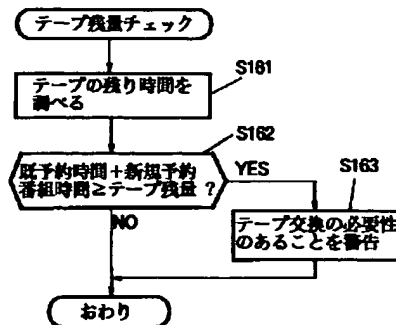 テープ残量チェック
S181
テープの残り時間を
調べる
S162
既予約時間+新規予約
番組時間≥テープ残量 ?
YES
S163
NO
テープ交換の必要性
のあることを警告
おわり